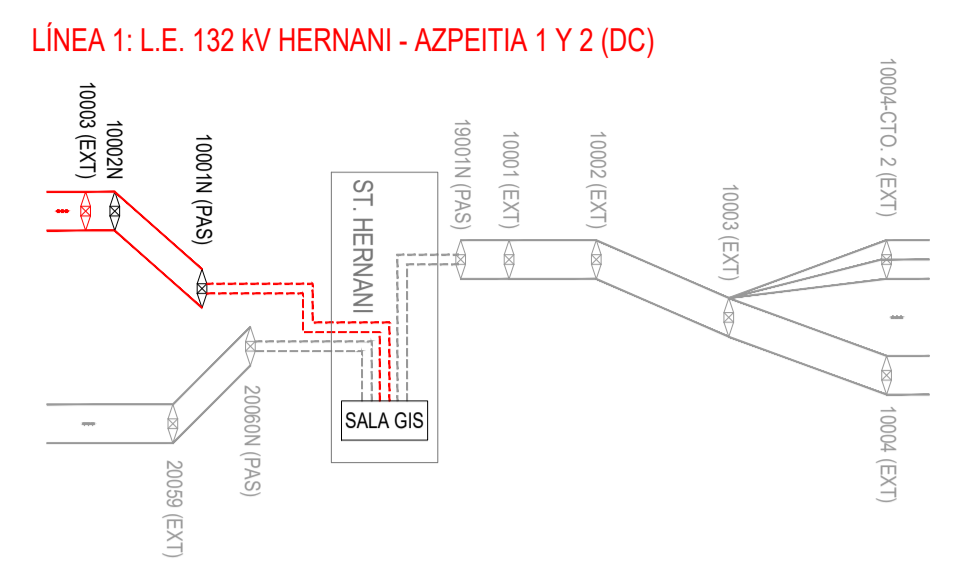 LÍNEA 1: L.E. 132 kV HERNANI - AZPEITIA 1 Y 2 (DC)
10003 (EXT)
10002N
10001N (PAS)
ST. HERNANI
19001N (PAS)
10001 (EXT)
10002 (EXT)
10003 (EXT)
10004-CTO. 2 (EXT)
SALA GIS
20060N (PAS)
20059 (EXT)
10004 (EXT)